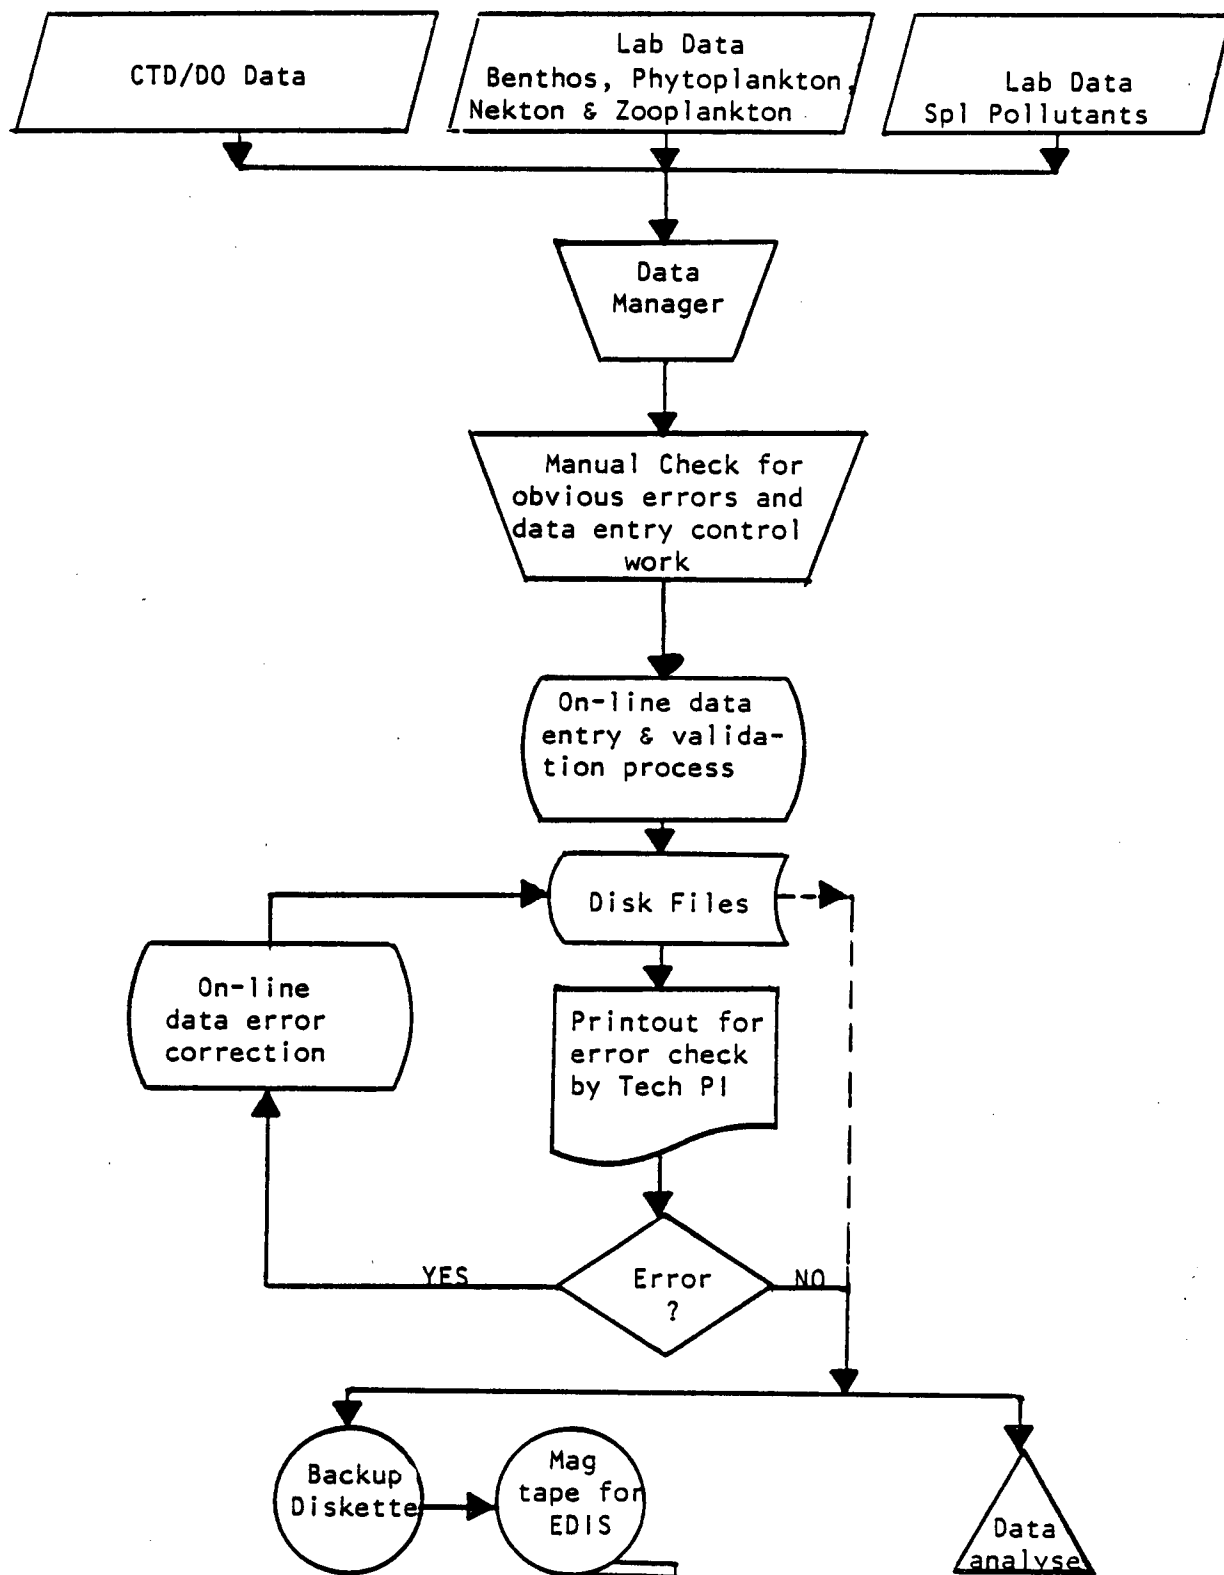 CTD/DO Data
Lab Data
Benthos, Phytoplankton,
Nekton & Zooplankton
Lab Data
Spl Pollutants
Data
Manager
Manual Check for
obvious errors and
data entry control
work
On-line data
entry & valida-
tion process
Disk Files
On-line
data error
correction
Printout for
error check
by Tech PI
YES
Error
?
NO
Backup
Diskette
Mag
tape for
EDIS
Data
analyse